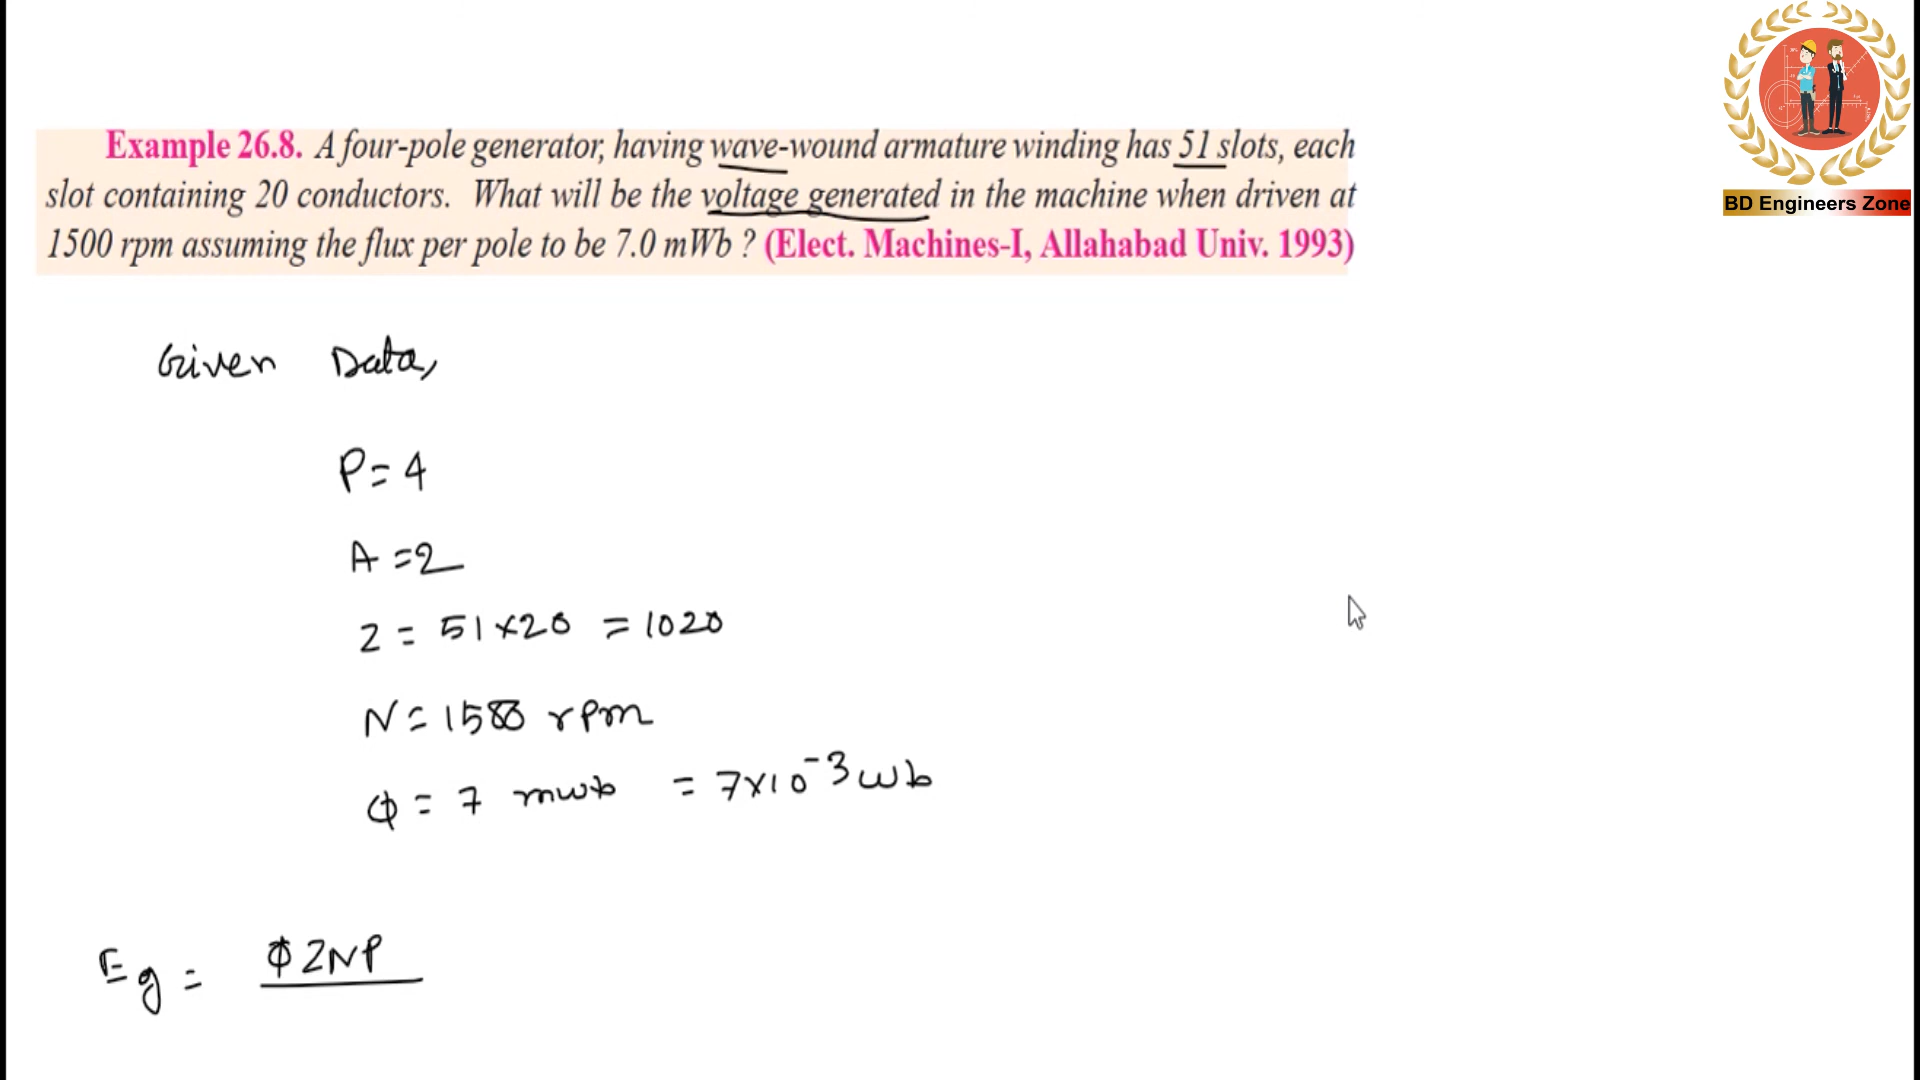 BD Engineers Zone
Example 26.8. A four-pole generator, having wave-wound armature winding has 51 slots, each
slot containing 20 conductors. What will be the voltage generated in the machine when driven at
1500 rpm assuming the flux per pole to be 7.0 mWb ? (Elect. Machines-I, Allahabad Univ. 1993)
Given Data,
P = 4
A = 2
Z = 51 × 20 = 1020
N = 1500 rpm
Φ = 7 mwb = 7×10⁻³ wb
Eg = ΦZNP